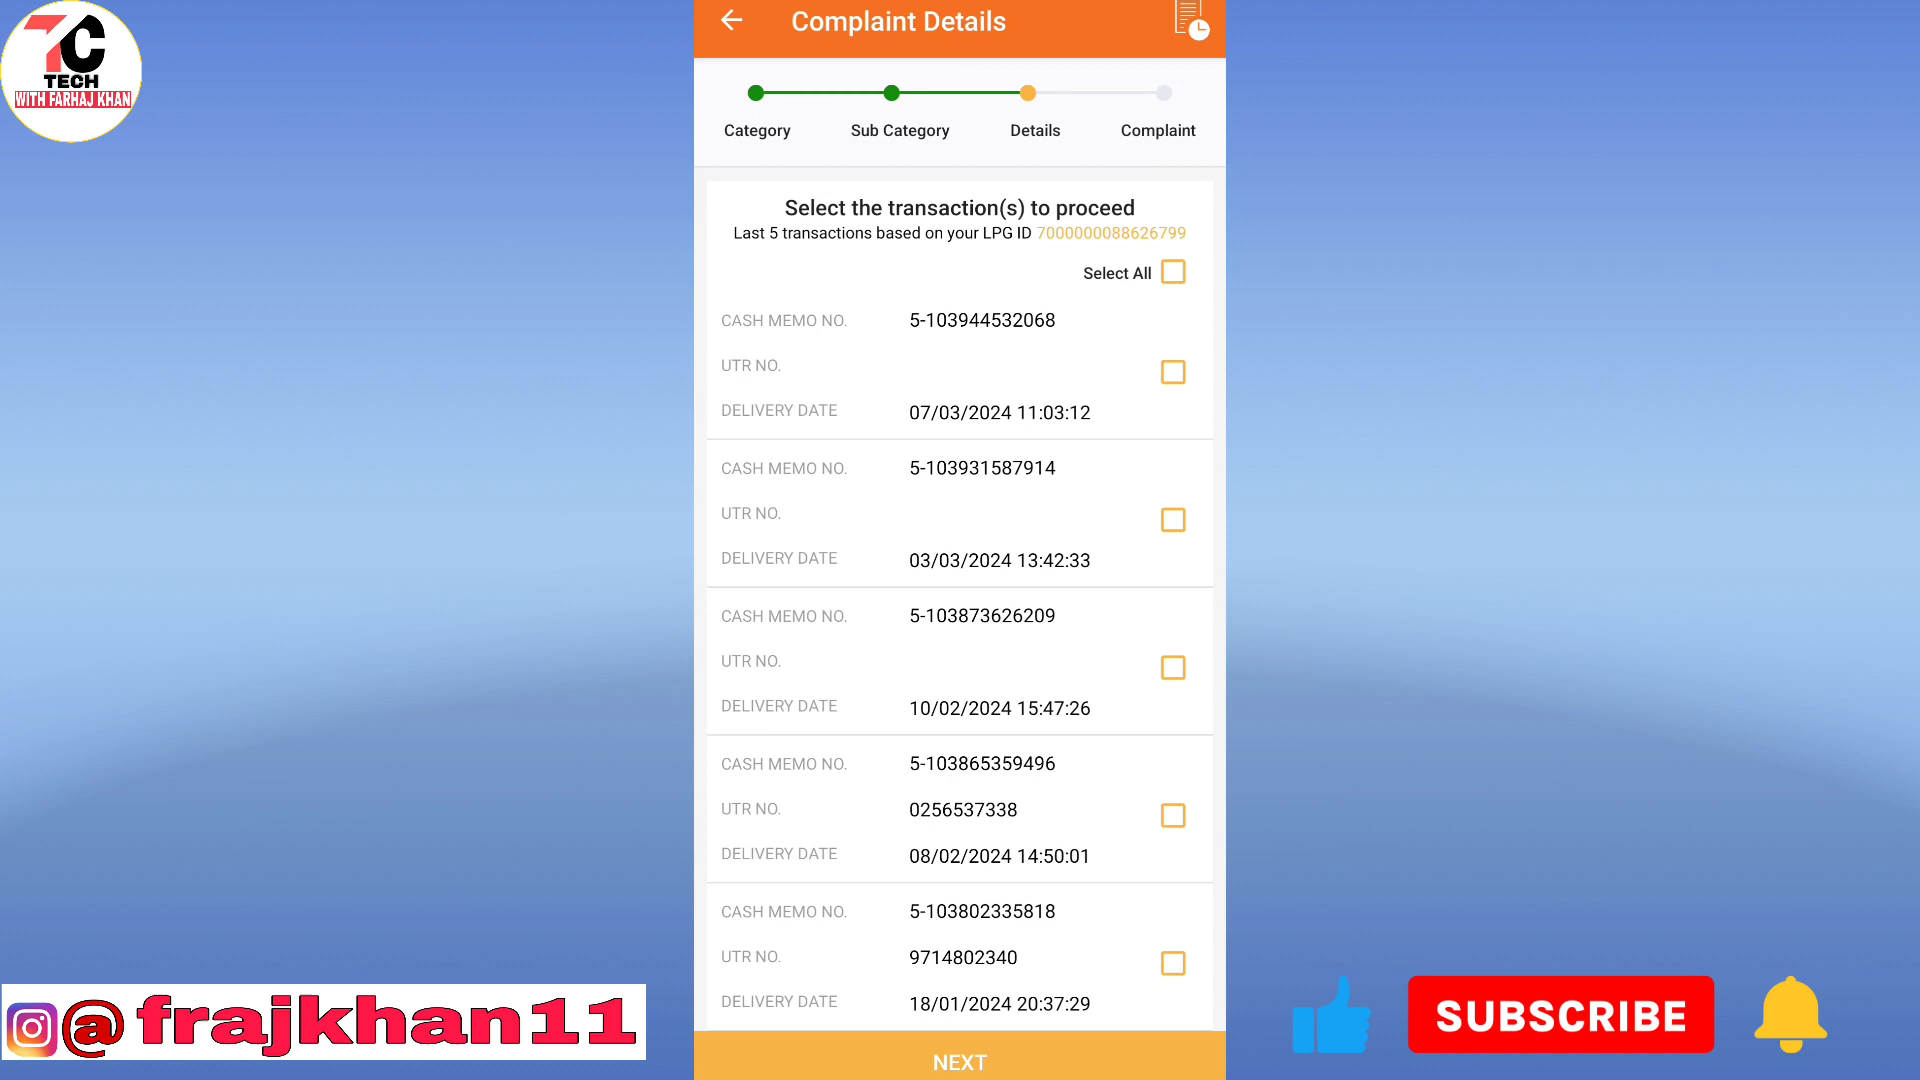 TC
TECH
WITH FARHAJ KHAN
Complaint Details
Category Sub Category Details Complaint
Select the transaction(s) to proceed
Last 5 transactions based on your LPG ID 7000000088626799
Select All
CASH MEMO NO. 5-103944532068
UTR NO.
DELIVERY DATE 07/03/2024 11:03:12
CASH MEMO NO. 5-103931587914
UTR NO.
DELIVERY DATE 03/03/2024 13:42:33
CASH MEMO NO. 5-103873626209
UTR NO.
DELIVERY DATE 10/02/2024 15:47:26
CASH MEMO NO. 5-103865359496
UTR NO. 0256537338
DELIVERY DATE 08/02/2024 14:50:01
CASH MEMO NO. 5-103802335818
UTR NO. 9714802340
DELIVERY DATE 18/01/2024 20:37:29
NEXT
@frajkhan11
SUBSCRIBE